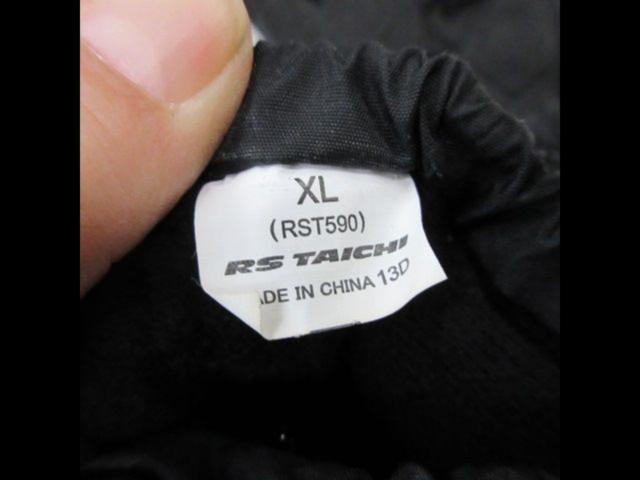 XL
(RST590)
RS TAICHI
ADE IN CHINA 13D